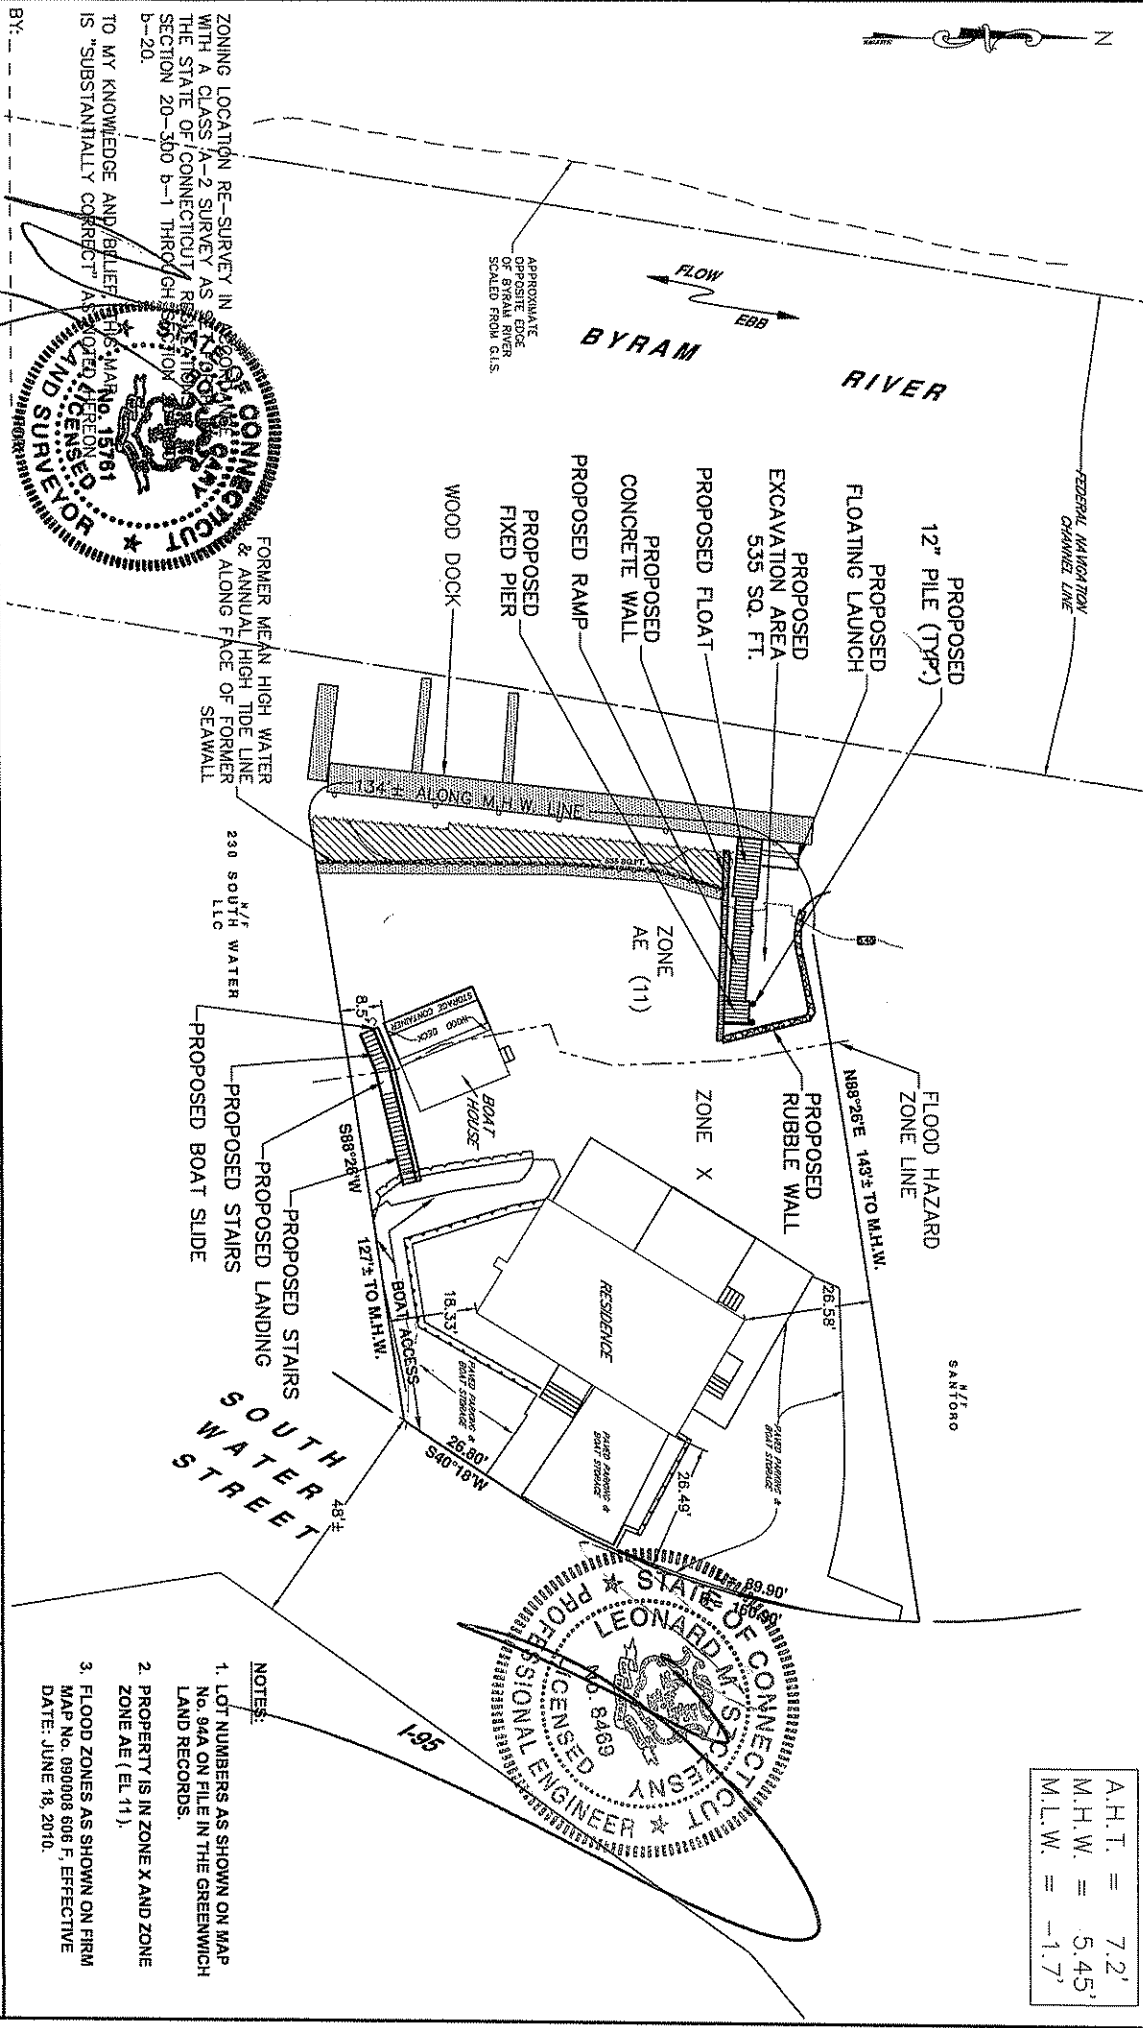 N
FEDERAL NAVIGATION
CHANNEL LINE
APPROXIMATE
OPPOSITE EDGE
OF BYRAM RIVER
SCALED FROM G.I.S.
FLOW
EBB
BYRAM RIVER
PROPOSED
12" PILE (TYP.)
PROPOSED
FLOATING LAUNCH
PROPOSED
EXCAVATION AREA
535 SQ. FT.
PROPOSED FLOAT
PROPOSED
CONCRETE WALL
PROPOSED RAMP
PROPOSED
FIXED PIER
WOOD DOCK
FORMER MEAN HIGH WATER
& ANNUAL HIGH TIDE LINE
ALONG FACE OF FORMER
SEAWALL
134'± ALONG M.H.W. LINE
535 SQ.FT.
ZONE
AE (11)
ZONE X
FLOOD HAZARD
ZONE LINE
PROPOSED
RUBBLE WALL
N88°26'E 143'± TO M.H.W.
N/F
SANTORO
N/F
230 SOUTH WATER
LLC
8.5'
STORAGE CONTAINER
WOOD DECK
BOAT
HOUSE
S88°26'W
127'± TO M.H.W.
PROPOSED STAIRS
PROPOSED LANDING
PROPOSED STAIRS
PROPOSED BOAT SLIDE
BOAT ACCESS
18.33'
RESIDENCE
26.58'
PAVED PARKING &
BOAT STORAGE
PAVED PARKING &
BOAT STORAGE
PAVED PARKING &
BOAT STORAGE
26.49'
26.80'
S40°18'W
89.90'
48'±
SOUTH
WATER
STREET
I-95
A.H.T. = 7.2'
M.H.W. = 5.45'
M.L.W. = -1.7'
ZONING LOCATION RE-SURVEY IN
WITH A CLASS A-2 SURVEY AS
THE STATE OF CONNECTICUT REGULATIONS
SECTION 20-300 b-1 THROUGH SECTION
b-20.
TO MY KNOWLEDGE AND BELIEF, THIS MAP
IS "SUBSTANTIALLY CORRECT" AS NOTED HEREON
BY:
CONNECTICUT
No. 15761
LICENSED
LAND SURVEYOR
STATE OF CONNECTICUT
LEONARD M.
No. 8469
LICENSED
PROFESSIONAL ENGINEER
NOTES:
1. LOT NUMBERS AS SHOWN ON MAP
No. 94A ON FILE IN THE GREENWICH
LAND RECORDS.
2. PROPERTY IS IN ZONE X AND ZONE
ZONE AE ( EL 11 ).
3. FLOOD ZONES AS SHOWN ON FIRM
MAP No. 090008 606 F, EFFECTIVE
DATE: JUNE 18, 2010.